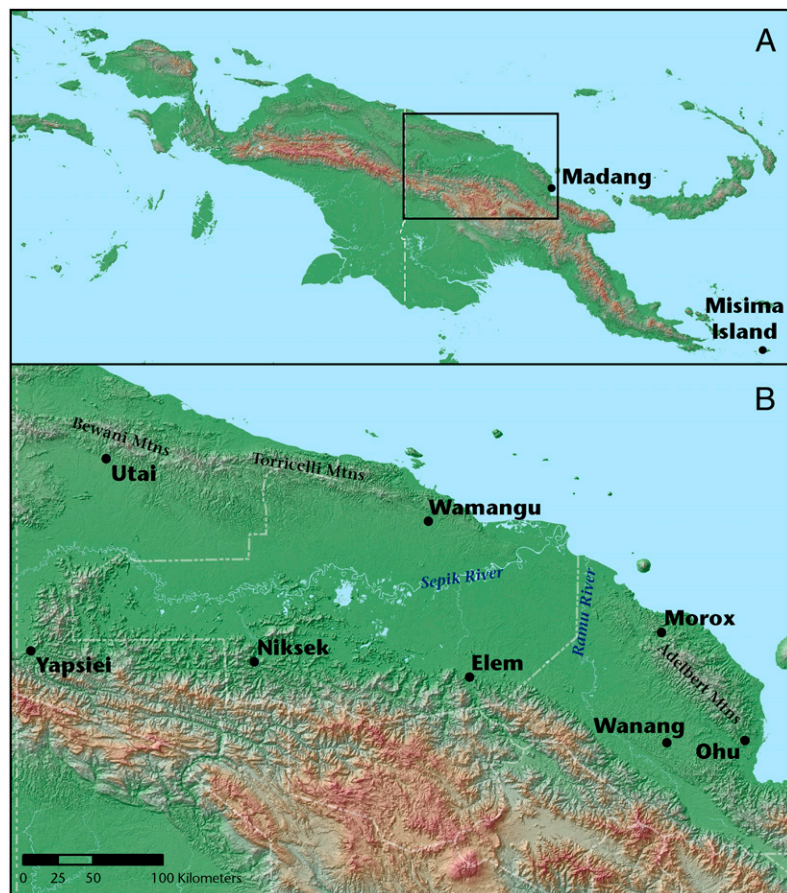 A
Madang
Misima
Island
B
Bewani Mtns
Utai
Torricelli Mtns
Wamangu
Sepik River
Ramu River
Morox
Yapsiei
Niksek
Elem
Adelbert Mtns
Wanang
Ohu
0 25 50 100 Kilometers